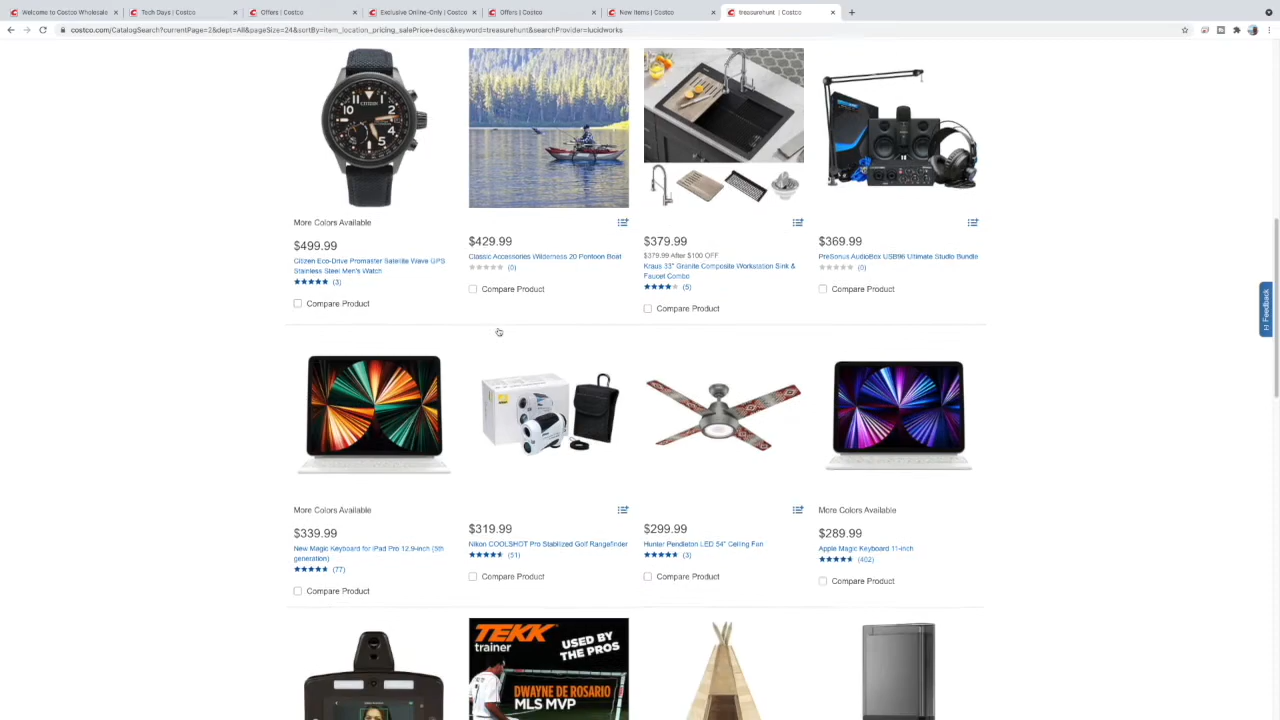 Welcome to Costco Wholesale
Tech Days | Costco
Offers | Costco
Exclusive Online-Only | Costco
Offers | Costco
New Items | Costco
treasurehunt | Costco
costco.com/CatalogSearch?currentPage=2&dept=All&pageSize=24&sortBy=item_location_pricing_salePrice+desc&keyword=treasurehunt&searchProvider=lucidworks
CITIZEN
More Colors Available
$499.99
Citizen Eco-Drive Promaster Satellite Wave GPS
Stainless Steel Men's Watch
(3)
Compare Product
$429.99
Classic Accessories Wilderness 20 Pontoon Boat
(0)
Compare Product
$379.99
$379.99 After $100 OFF
Kraus 33" Granite Composite Workstation Sink &
Faucet Combo
(5)
Compare Product
$369.99
PreSonus AudioBox USB96 Ultimate Studio Bundle
(0)
Compare Product
Feedback
More Colors Available
$339.99
New Magic Keyboard for iPad Pro 12.9-inch (5th
generation)
(77)
Compare Product
$319.99
Nikon COOLSHOT Pro Stabilized Golf Rangefinder
(51)
Compare Product
$299.99
Hunter Pendleton LED 54" Ceiling Fan
(3)
Compare Product
More Colors Available
$289.99
Apple Magic Keyboard 11-inch
(402)
Compare Product
TEKK
trainer
USED BY
THE PROS
DWAYNE DE ROSARIO
MLS MVP